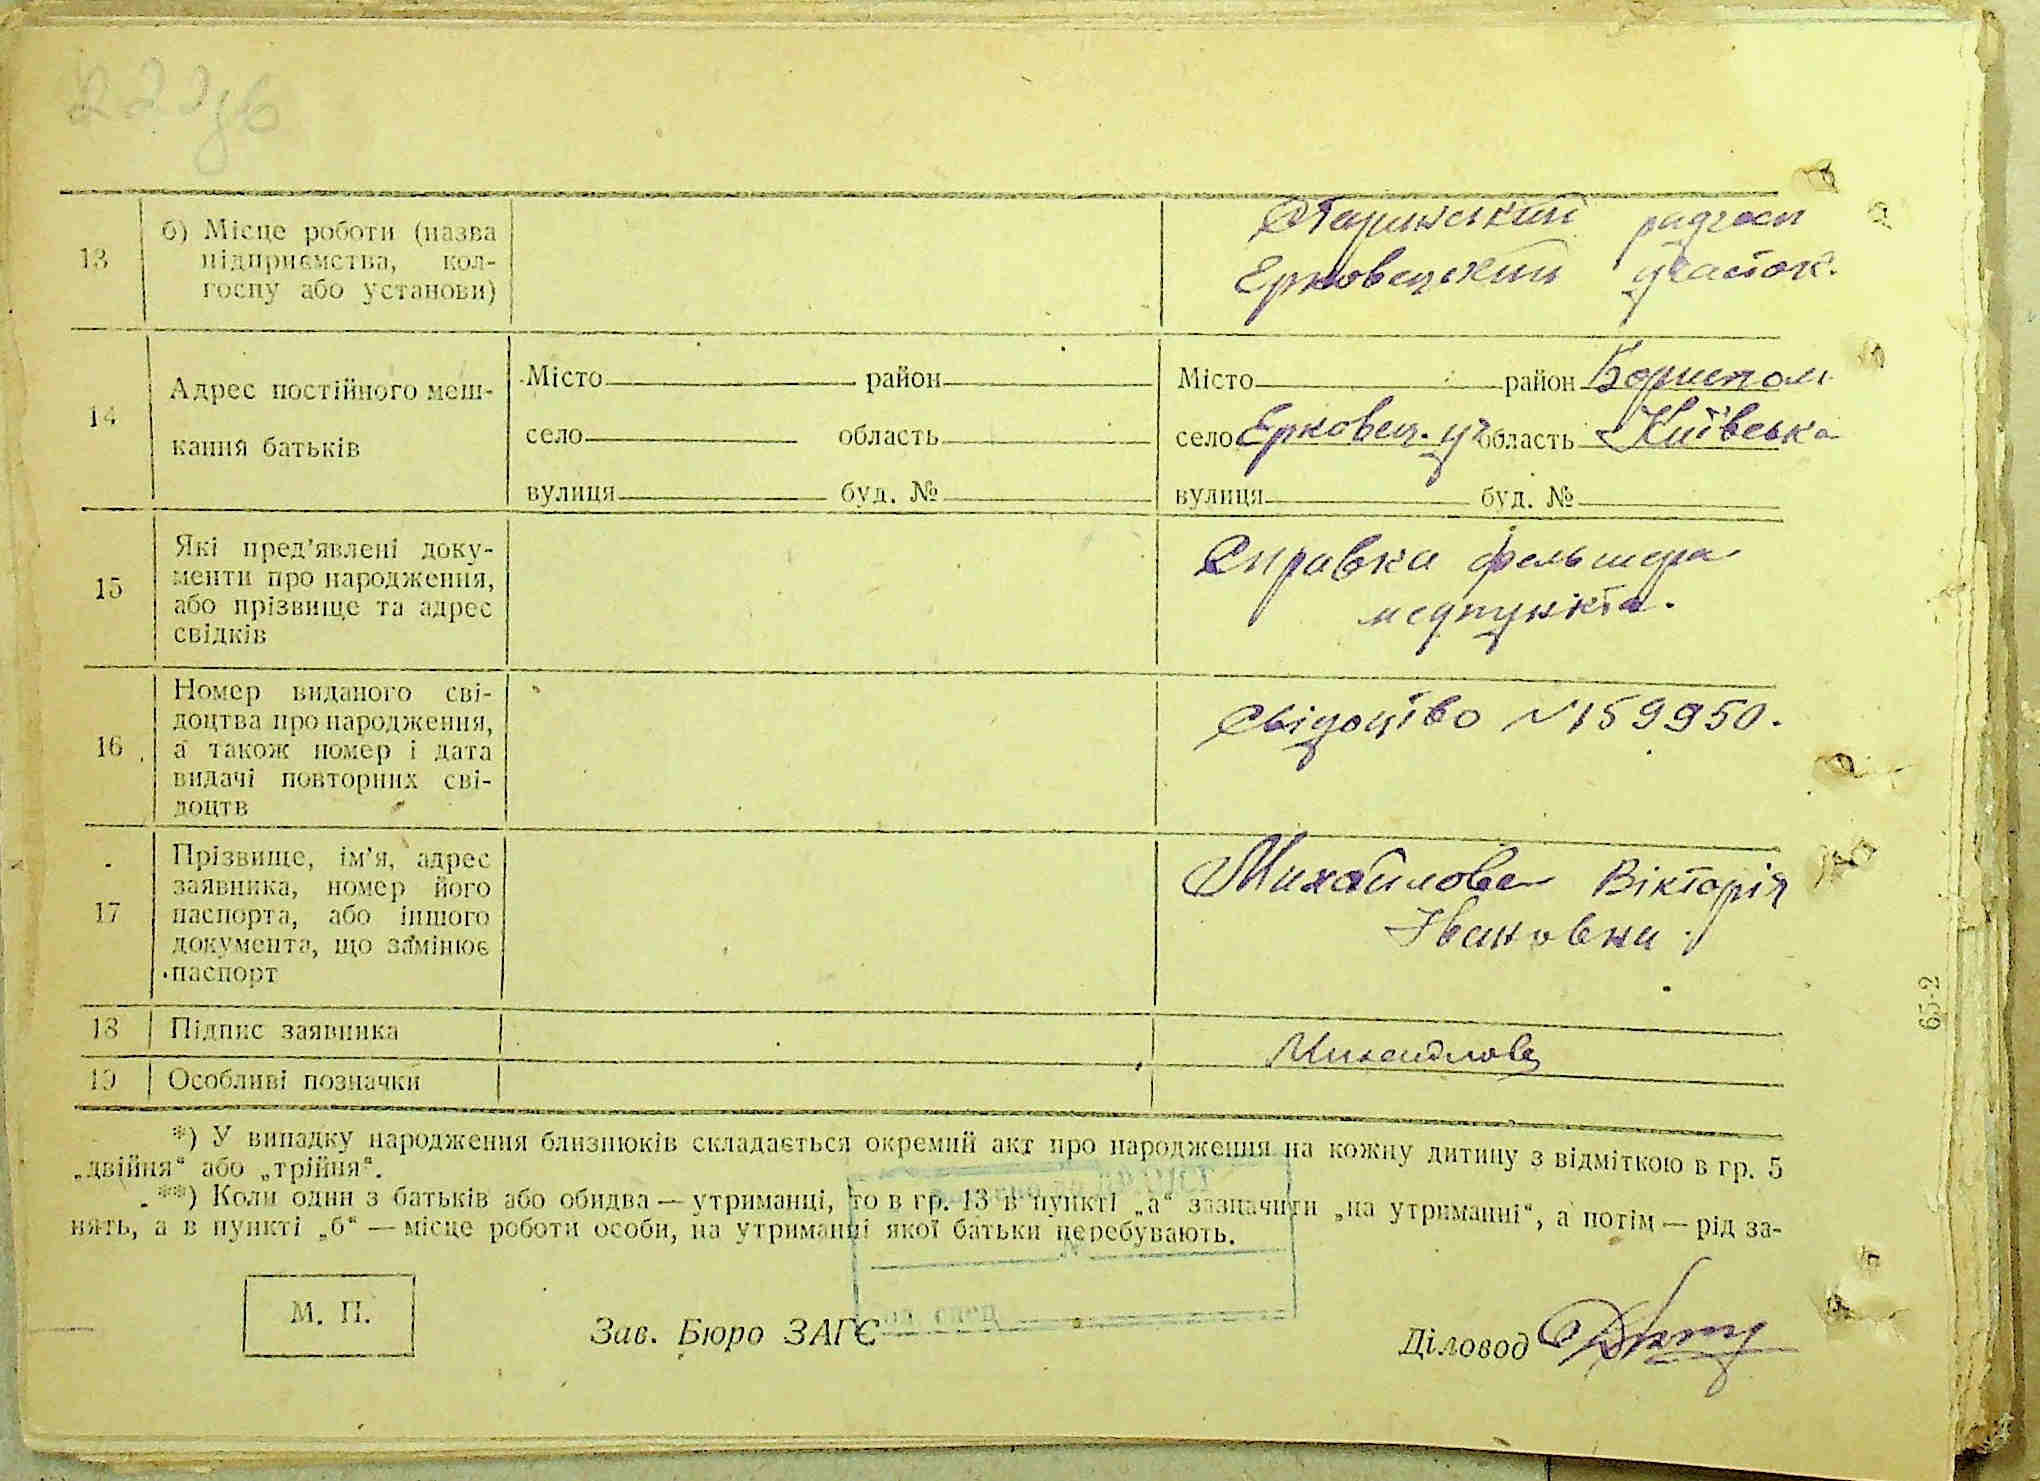 222зв
13
б) Місце роботи (назва
підприємства, кол-
госпу або установи)
Старинський радгосп
Ерковецький участок.
14
Адрес постійного меш-
кання батьків
Місто район
село область
вулиця буд. №
Місто район Бориспол.
село Ерковец. уч область Київська
вулиця буд. №
15
Які пред'явлені доку-
менти про народження,
або прізвище та адрес
свідків
Справка фельшера
медпункта.
16
Номер виданого сві-
доцтва про народження,
а також номер і дата
видачі повторних сві-
доцтв
Свідоцтво №159950.
17
Прізвище, ім'я, адрес
заявника, номер його
паспорта, або іншого
документа, що замінює
паспорт
Михайлова Вікторія
Івановна.
18 Підпис заявника
Михайлова
19 Особливі позначки
*) У випадку народження близнюків складається окремий акт про народження на кожну дитину з відміткою в гр. 5
„двійня“ або „трійня“.
**) Коли один з батьків або обидва — утриманці, то в гр. 13 в пункті „а“ зазначити „на утриманні“, а потім — рід за-
нять, а в пункті „б“ — місце роботи особи, на утриманні якої батьки перебувають.
М. П.
Зав. Бюро ЗАГС
Діловод
65-2